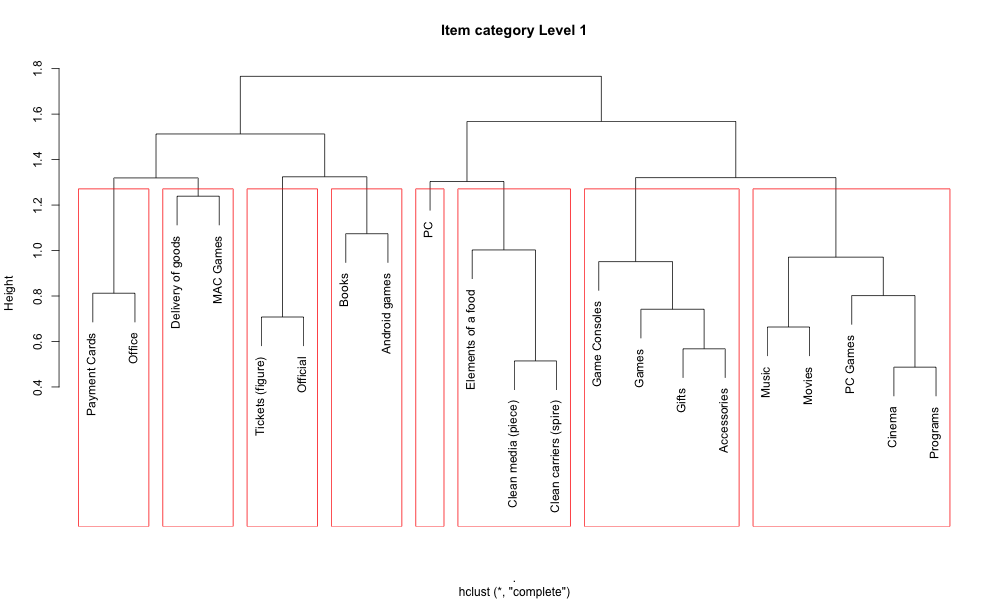 Item category Level 1
Height
1.8
1.6
1.4
1.2
1.0
0.8
0.6
0.4
Payment Cards
Office
Delivery of goods
MAC Games
Tickets (figure)
Official
Books
Android games
PC
Elements of a food
Clean media (piece)
Clean carriers (spire)
Game Consoles
Games
Gifts
Accessories
Music
Movies
PC Games
Cinema
Programs
.
hclust (*, "complete")